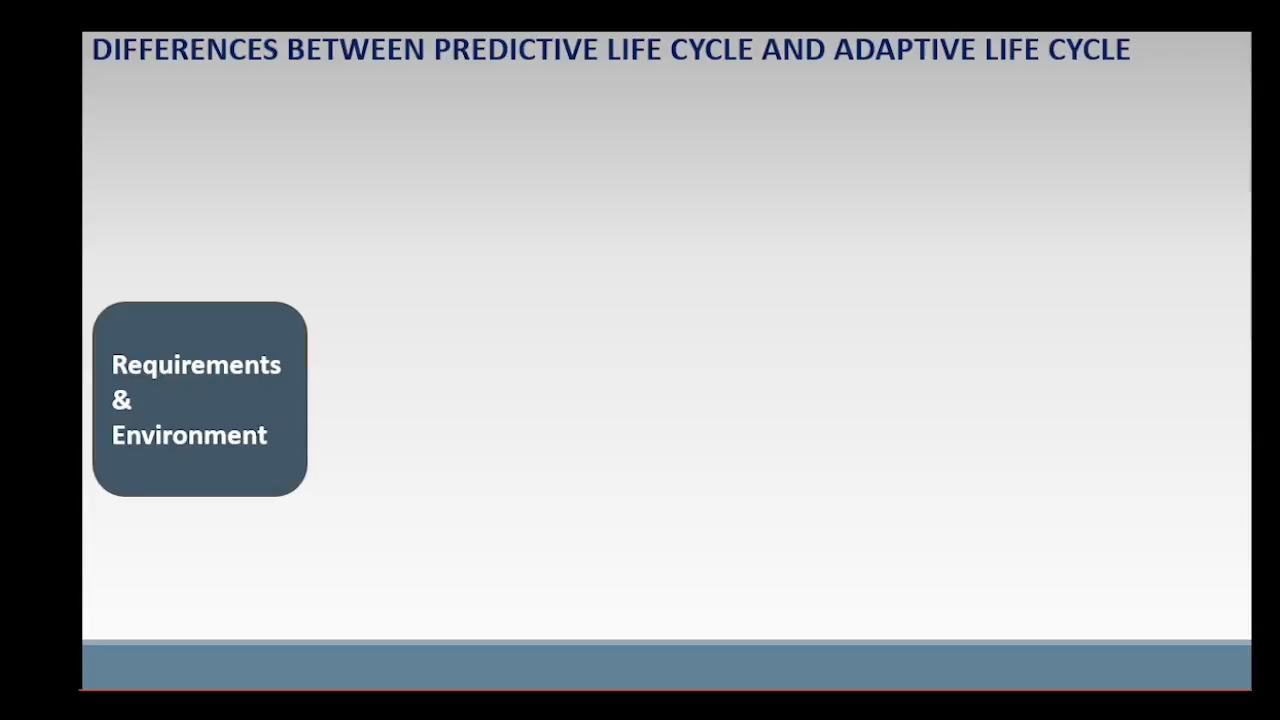 DIFFERENCES BETWEEN PREDICTIVE LIFE CYCLE AND ADAPTIVE LIFE CYCLE
Requirements
&
Environment